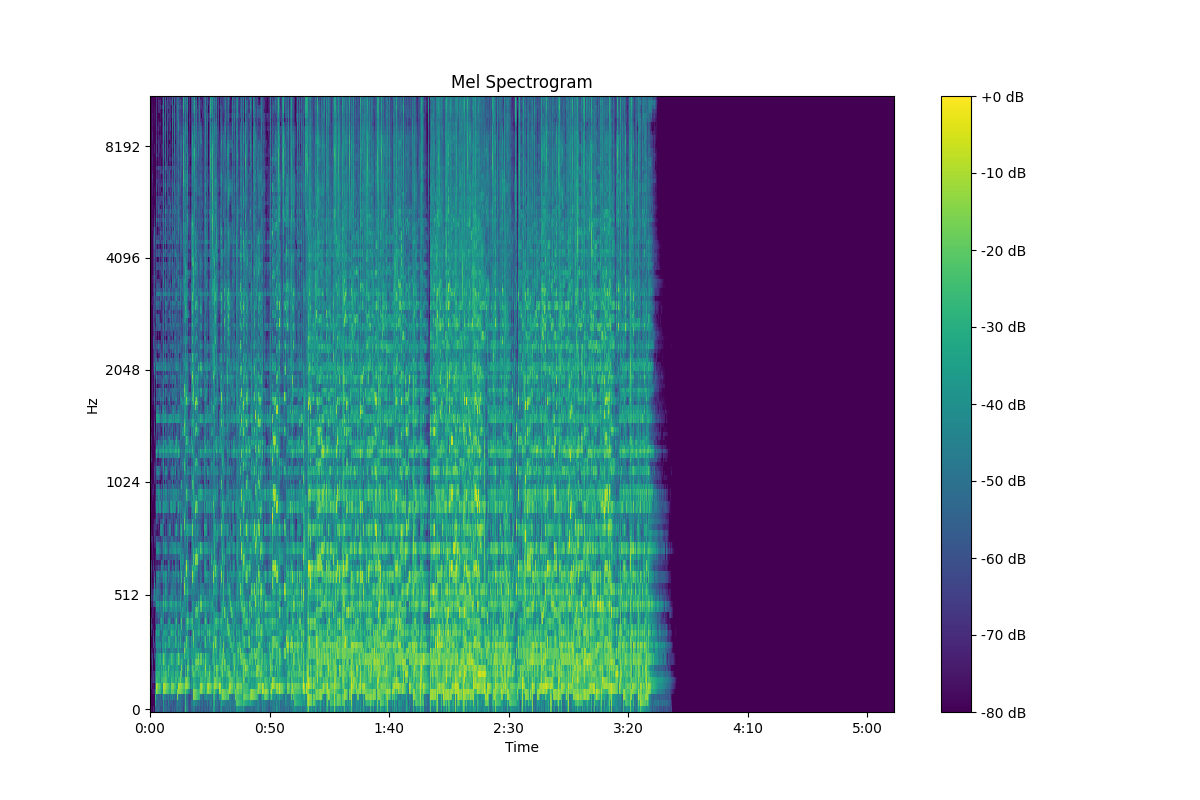 Mel Spectrogram
Hz
8192
4096
2048
1024
512
0
0:00 0:50 1:40 2:30 3:20 4:10 5:00
Time
+0 dB
-10 dB
-20 dB
-30 dB
-40 dB
-50 dB
-60 dB
-70 dB
-80 dB